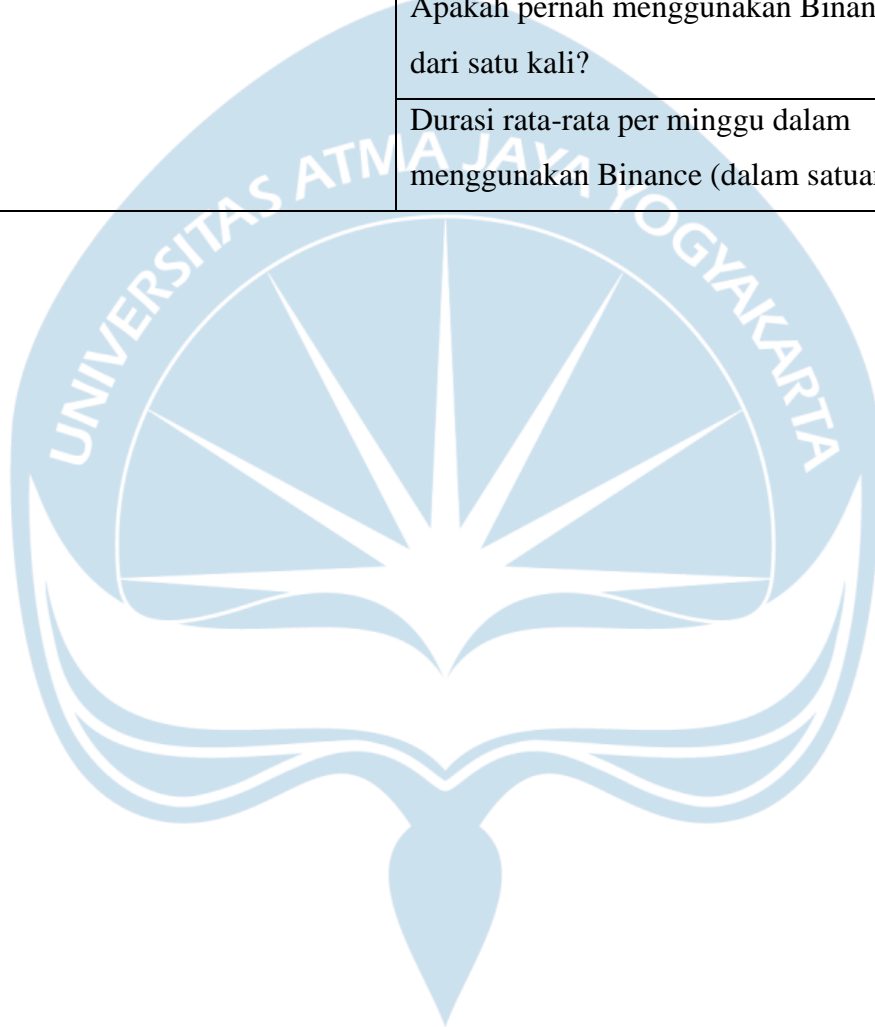 Apakah pernah menggunakan Binan
dari satu kali?
Durasi rata-rata per minggu dalam
menggunakan Binance (dalam satuan
UNIVERSITAS ATMA JAYA YOGYAKARTA